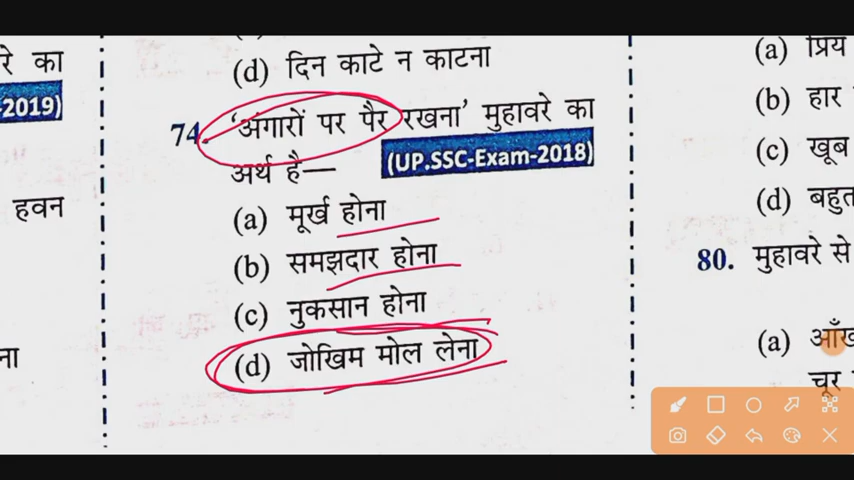 रे का
-2019)
हवन
ना
(d) दिन काटे न काटना
74. 'अंगारों पर पैर रखना' मुहावरे का
अर्थ है—
(UP.SSC-Exam-2018)
(a) मूर्ख होना
(b) समझदार होना
(c) नुकसान होना
(d) जोखिम मोल लेना
(a) प्रिय
(b) हार
(c) खूब
(d) बहुत
80. मुहावरे से
(a)
चूर